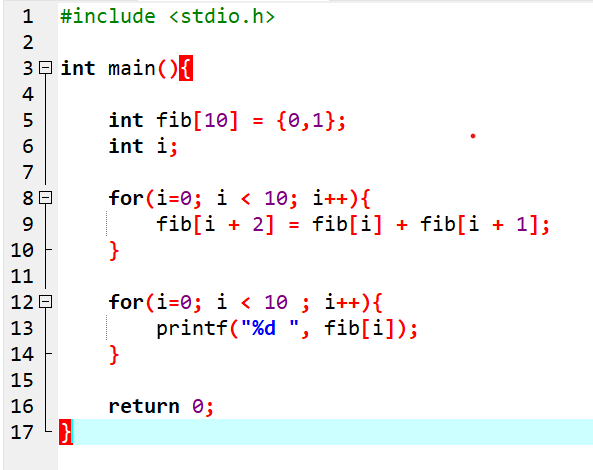 1 #include <stdio.h>
2
3 int main(){
4
5     int fib[10] = {0,1};
6     int i;
7
8     for(i=0; i < 10; i++){
9         fib[i + 2] = fib[i] + fib[i + 1];
10     }
11
12     for(i=0; i < 10 ; i++){
13         printf("%d ", fib[i]);
14     }
15
16     return 0;
17 }